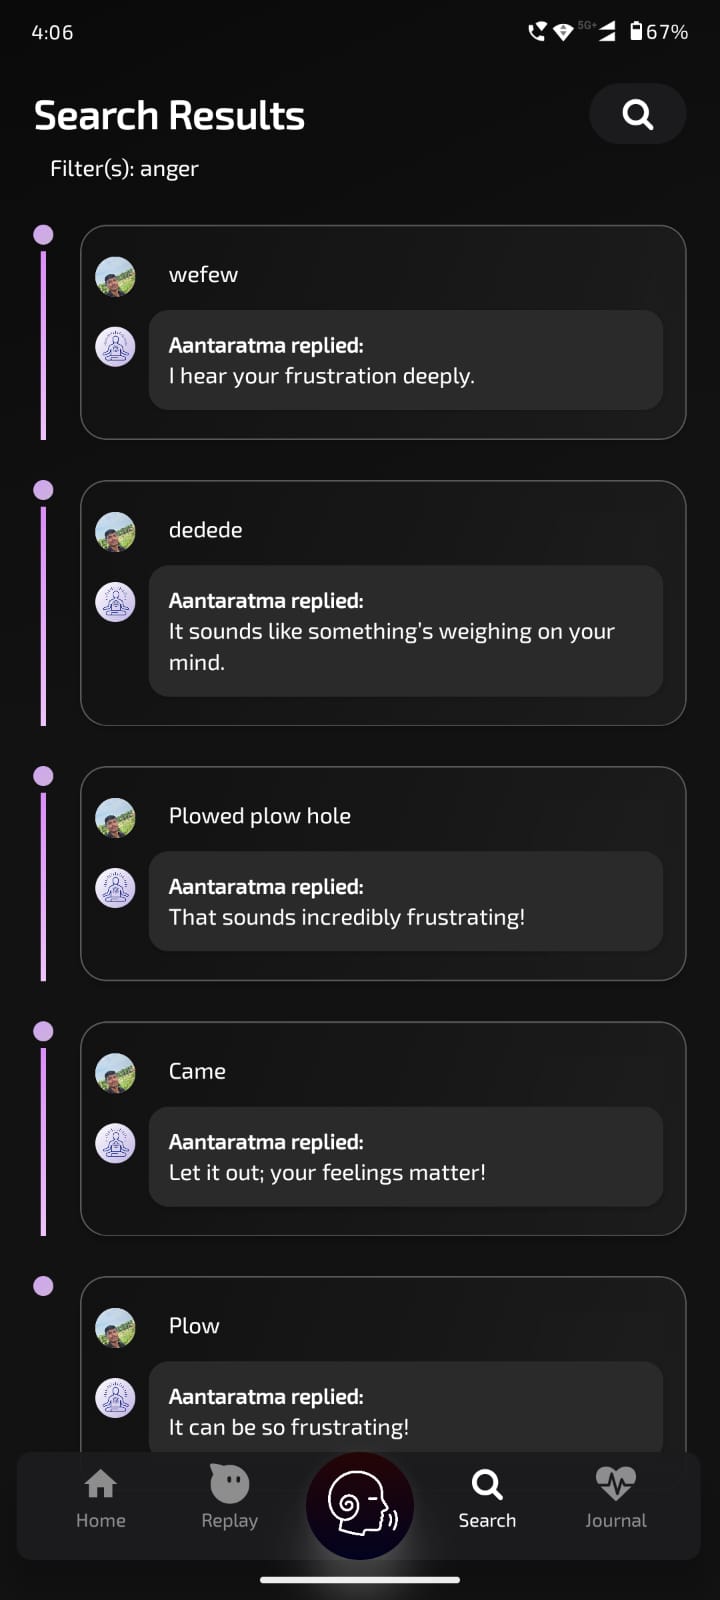 4:06
5G+
67%
Search Results
Filter(s): anger
wefew
Aantaratma replied:
I hear your frustration deeply.
dedede
Aantaratma replied:
It sounds like something's weighing on your
mind.
Plowed plow hole
Aantaratma replied:
That sounds incredibly frustrating!
Came
Aantaratma replied:
Let it out; your feelings matter!
Plow
Aantaratma replied:
It can be so frustrating!
Home
Replay
Search
Journal